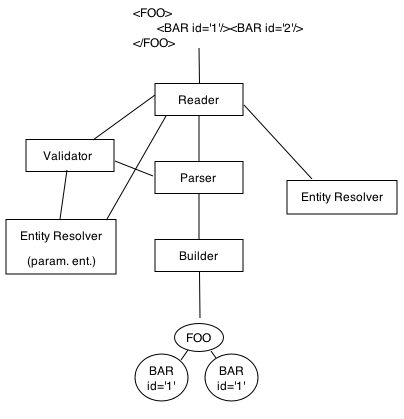 <FOO>
<BAR id='1'/><BAR id='2'/>
</FOO>
Reader
Validator
Parser
Entity Resolver
Entity Resolver
(param. ent.)
Builder
FOO
BAR
id='1'
BAR
id='1'